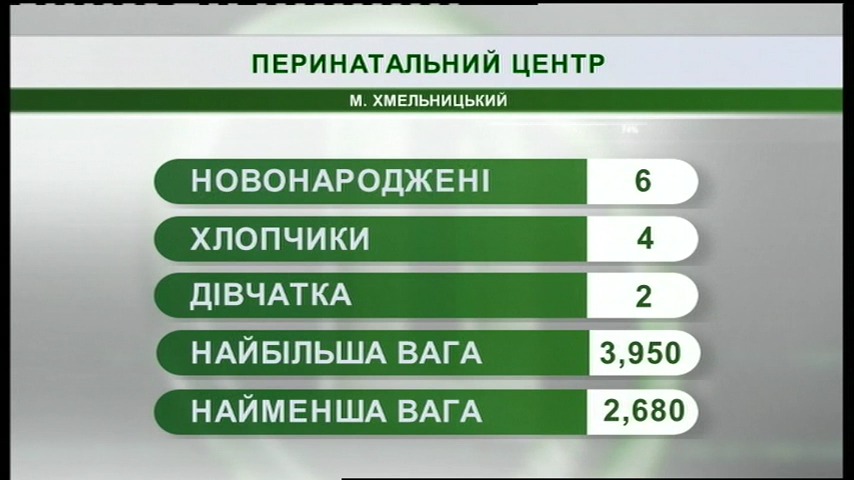 ПЕРИНАТАЛЬНИЙ ЦЕНТР
М. ХМЕЛЬНИЦЬКИЙ
НОВОНАРОДЖЕНІ 6
ХЛОПЧИКИ 4
ДІВЧАТКА 2
НАЙБІЛЬША ВАГА 3,950
НАЙМЕНША ВАГА 2,680